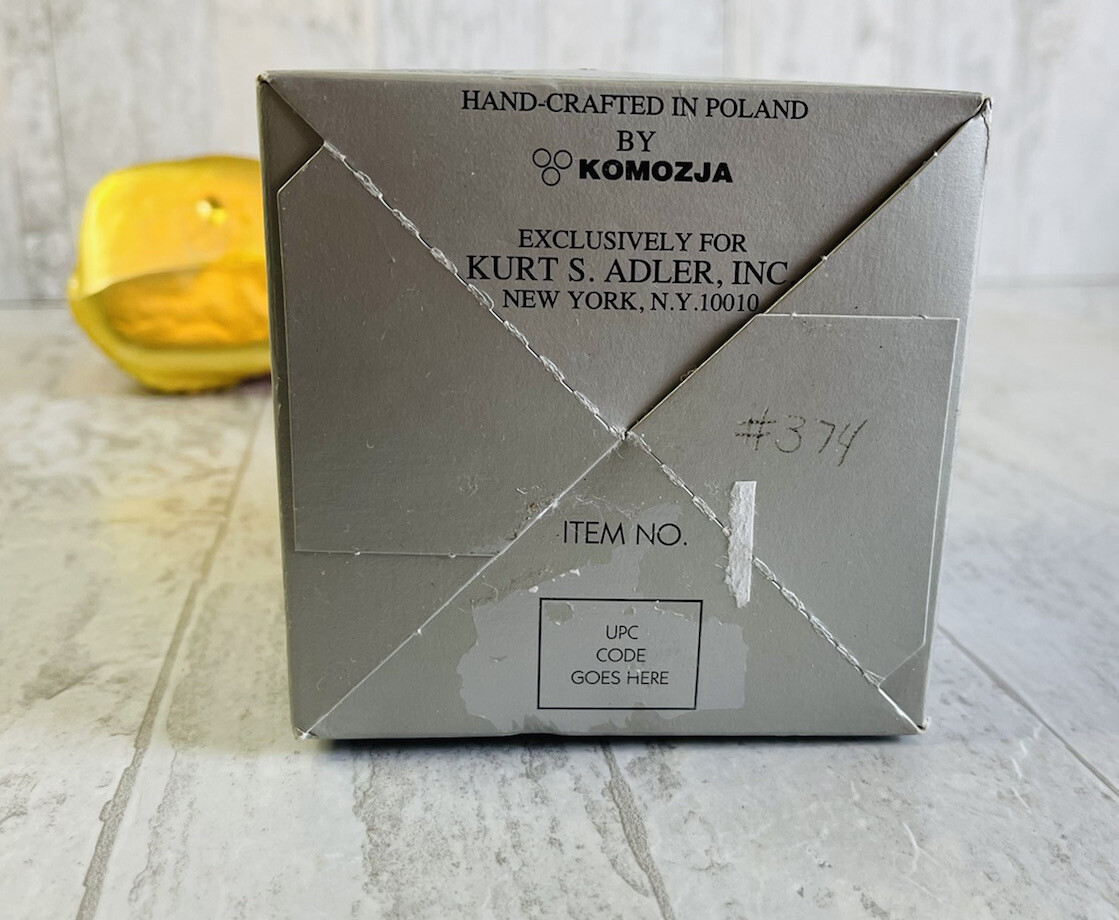 HAND-CRAFTED IN POLAND
BY
KOMOZJA
EXCLUSIVELY FOR
KURT S. ADLER, INC
NEW YORK, N.Y.10010
#374
ITEM NO.
UPC
CODE
GOES HERE